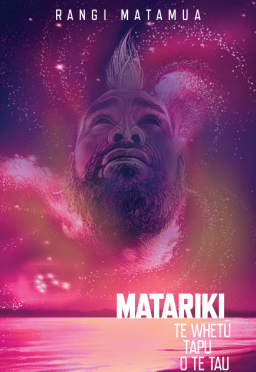 RANGI MATAMUA
MATARIKI
TE WHETŪ
TAPU
O TE TAU